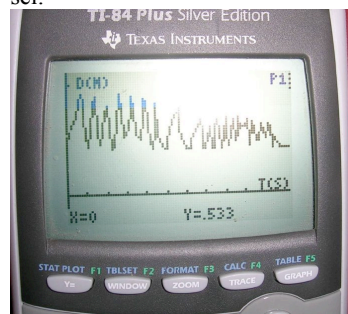 ser.
TI-84 Plus Silver Edition
TEXAS INSTRUMENTS
D(M) P1
T(S)
X=0 Y=.533
STAT PLOT F1 TBLSET F2 FORMAT F3 CALC F4 TABLE F5
Y= WINDOW ZOOM TRACE GRAPH